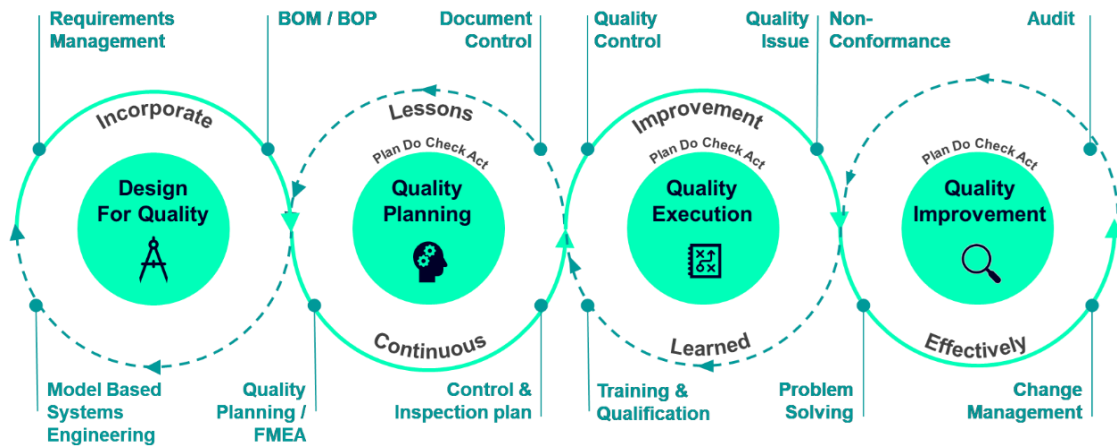 Requirements
Management
BOM / BOP
Document
Control
Quality
Control
Quality
Issue
Non-
Conformance
Audit
Incorporate
Lessons
Improvement
Plan Do Check Act
Plan Do Check Act
Plan Do Check Act
Design
For Quality
Quality
Planning
Quality
Execution
Quality
Improvement
Continuous
Learned
Effectively
Model Based
Systems
Engineering
Quality
Planning /
FMEA
Control &
Inspection plan
Training &
Qualification
Problem
Solving
Change
Management